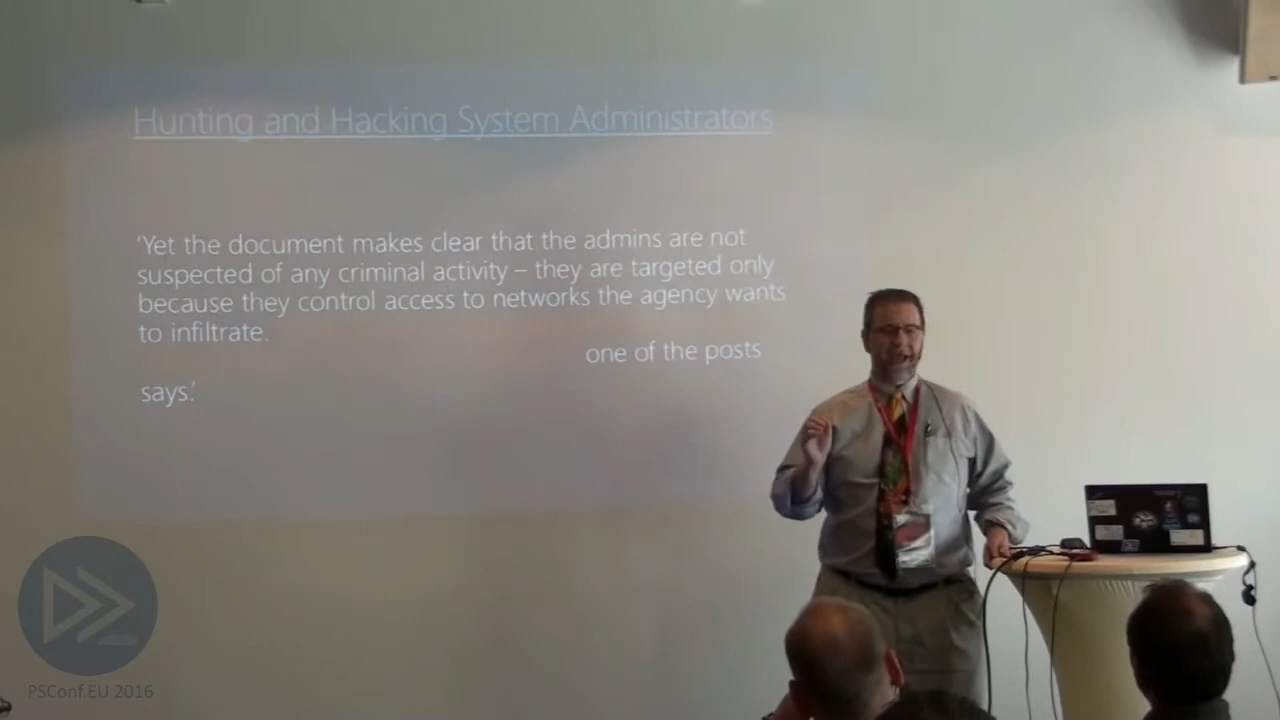 Hunting and Hacking System Administrators
'Yet the document makes clear that the admins are not
suspected of any criminal activity – they are targeted only
because they control access to networks the agency wants
to infiltrate.
one of the posts
says.'
PSConf.EU 2016